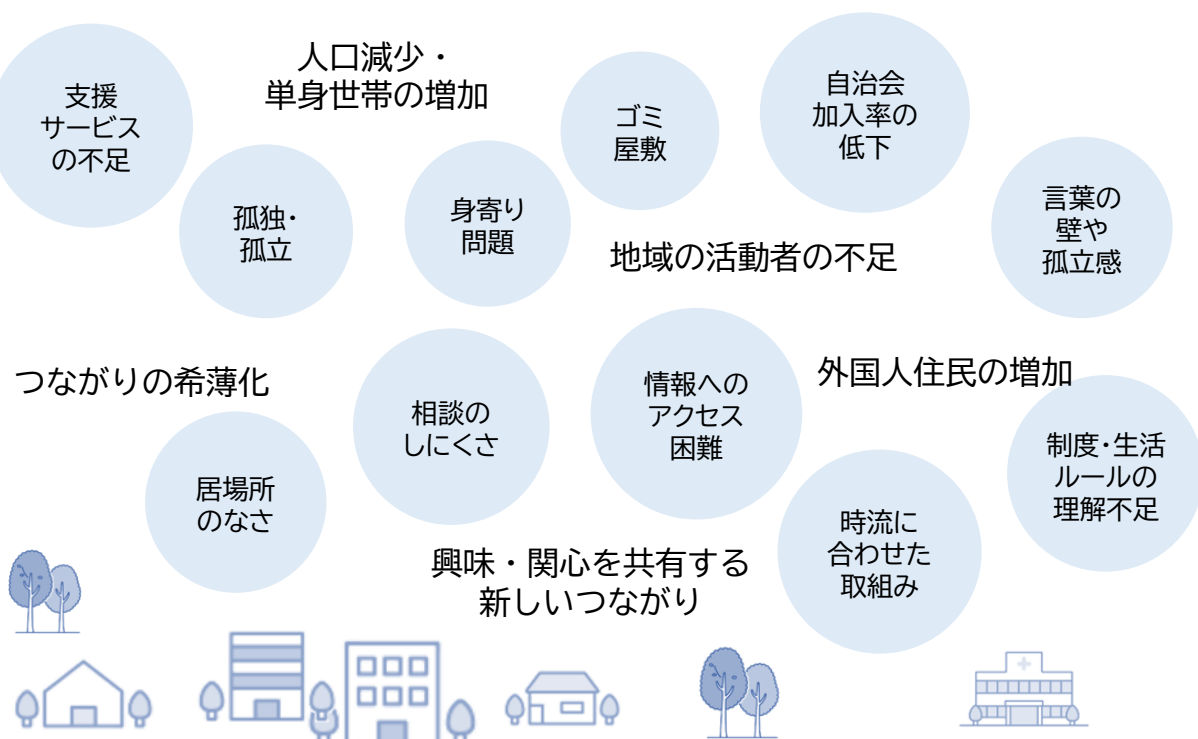 人口減少・
単身世帯の増加
支援
サービス
の不足
ゴミ
屋敷
自治会
加入率の
低下
孤独・
孤立
身寄り
問題
言葉の
壁や
孤立感
地域の活動者の不足
つながりの希薄化
相談の
しにくさ
情報への
アクセス
困難
外国人住民の増加
居場所
のなさ
制度・生活
ルールの
理解不足
時流に
合わせた
取組み
興味・関心を共有する
新しいつながり